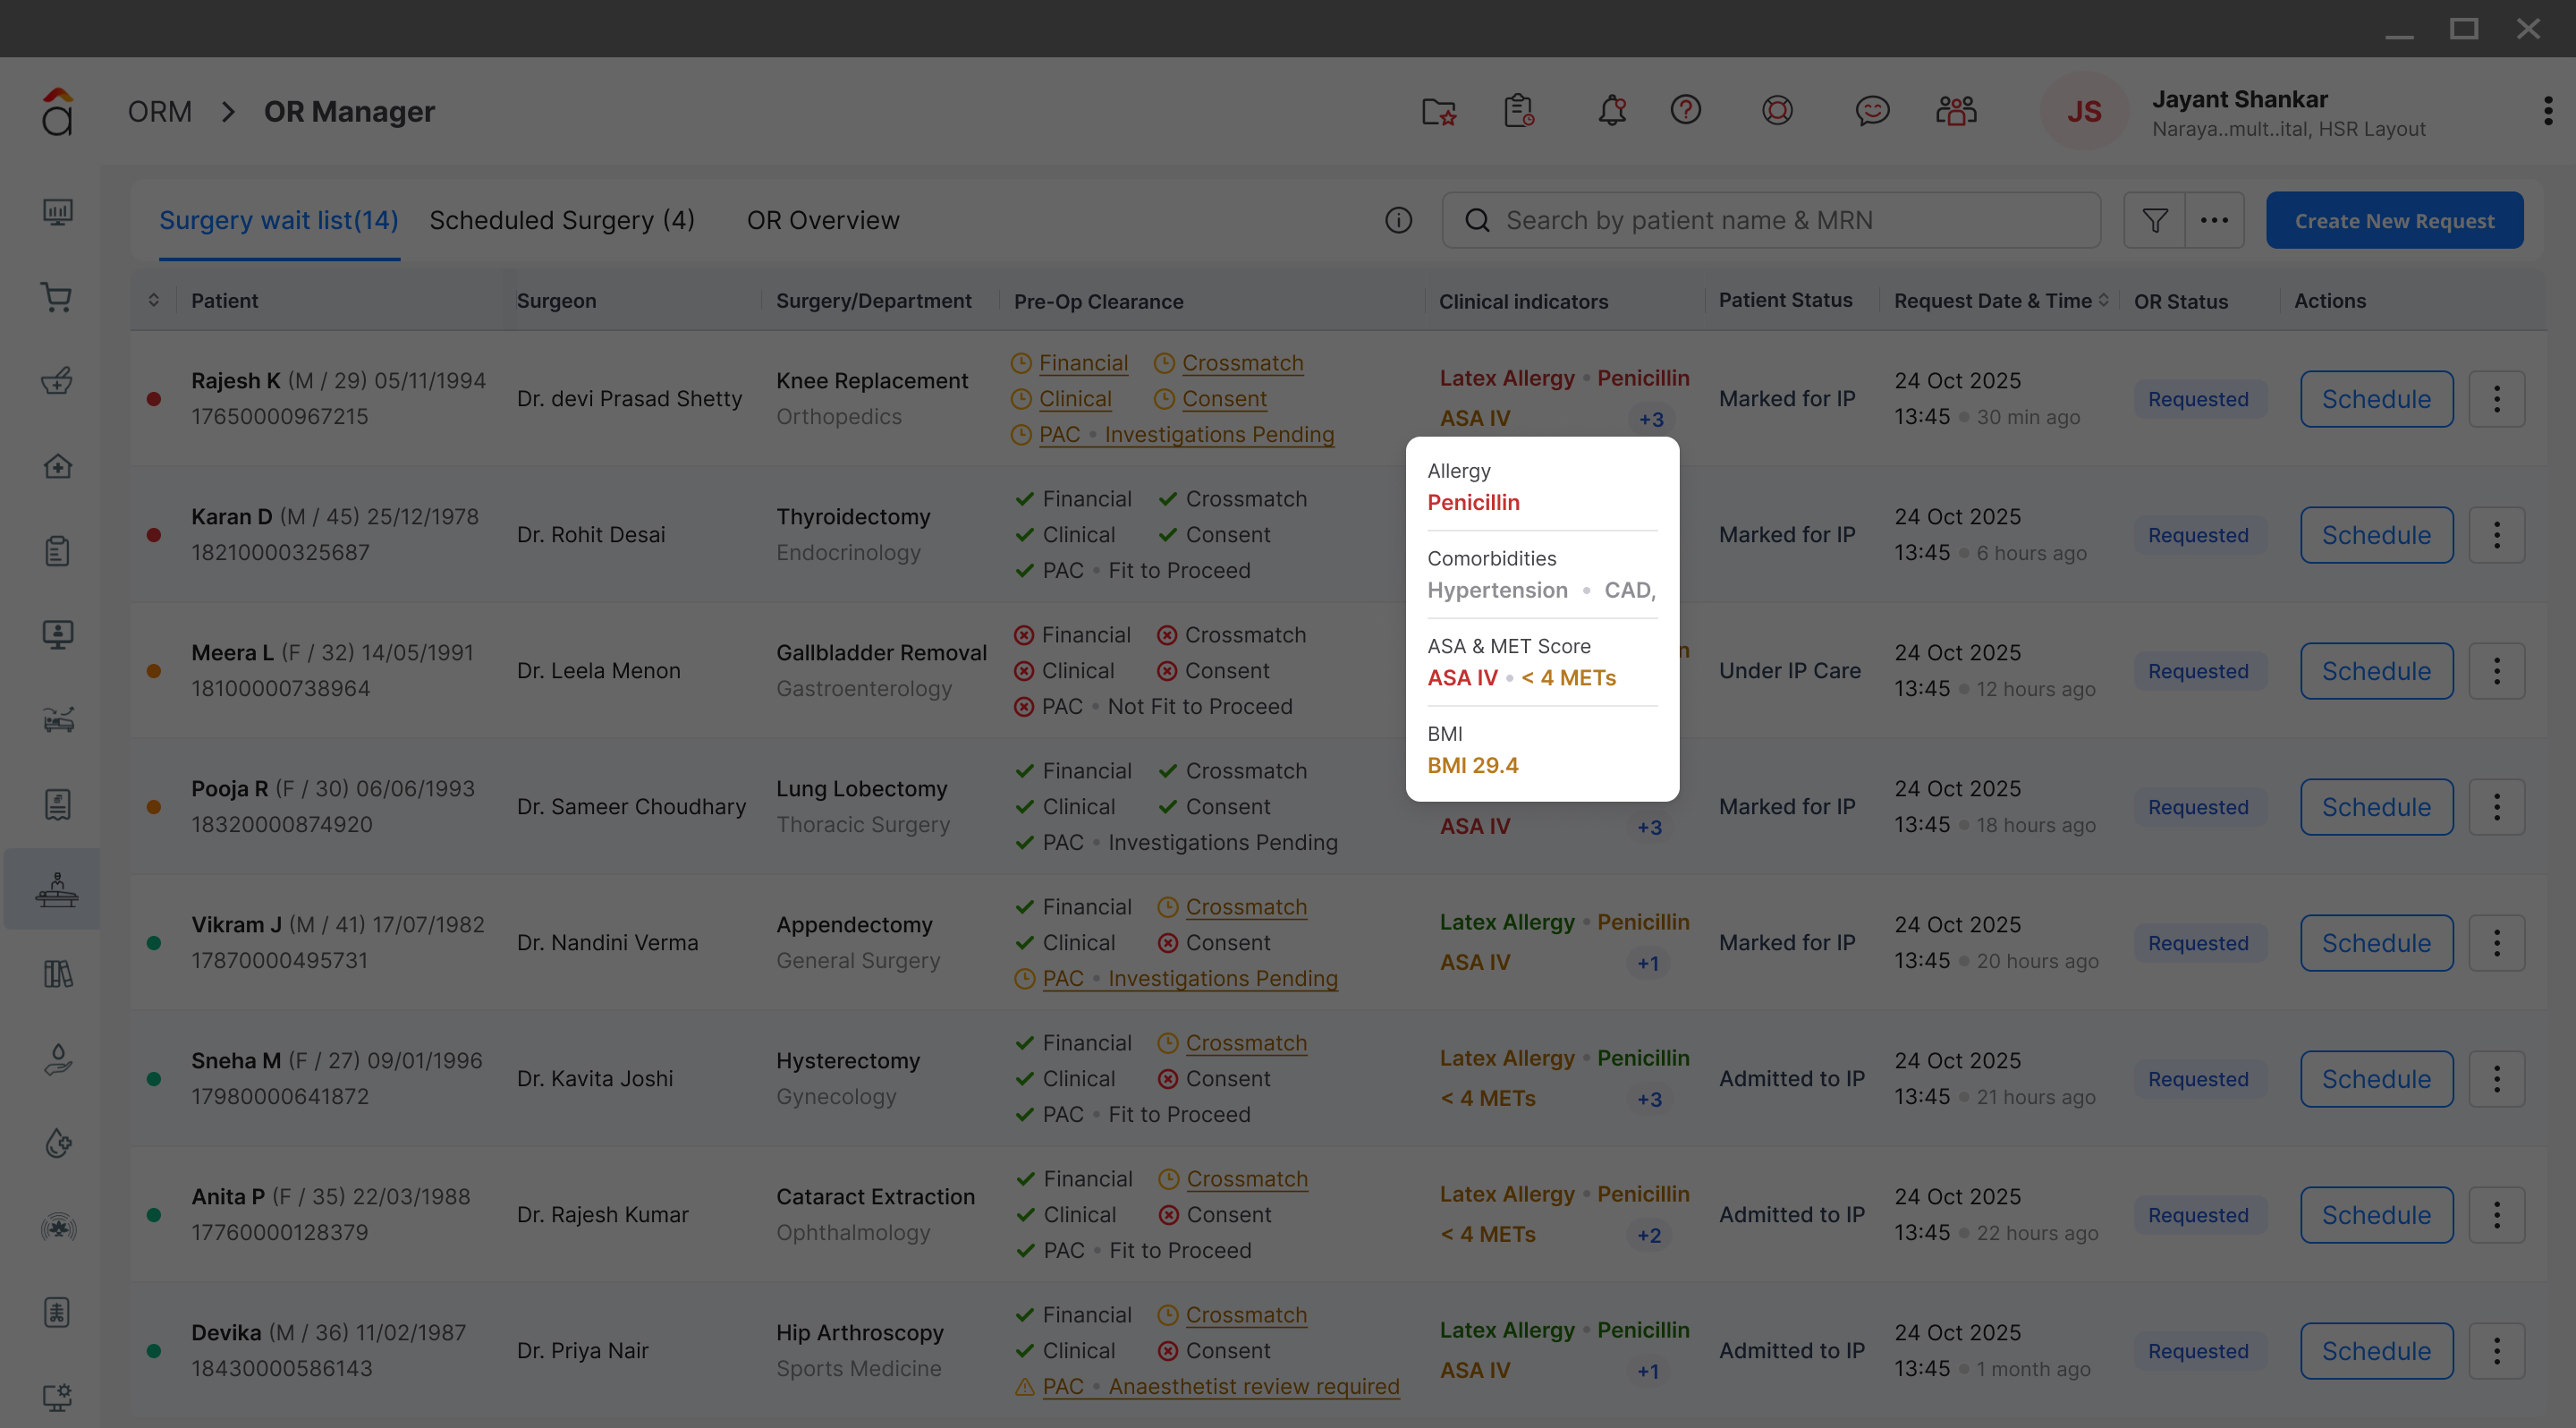 ORM > OR Manager
JS
Jayant Shankar
Naraya..mult..ital, HSR Layout
Surgery wait list(14)
Scheduled Surgery (4)
OR Overview
Search by patient name & MRN
Create New Request
Patient
Surgeon
Surgery/Department
Pre-Op Clearance
Clinical indicators
Patient Status
Request Date & Time
OR Status
Actions
Rajesh K (M / 29) 05/11/1994
17650000967215
Dr. devi Prasad Shetty
Knee Replacement
Orthopedics
Financial Crossmatch
Clinical Consent
PAC • Investigations Pending
Latex Allergy • Penicillin
ASA IV +3
Marked for IP
24 Oct 2025
13:45 • 30 min ago
Requested
Schedule
Allergy
Penicillin
Comorbidities
Hypertension • CAD,
ASA & MET Score
ASA IV • < 4 METs
BMI
BMI 29.4
Karan D (M / 45) 25/12/1978
18210000325687
Dr. Rohit Desai
Thyroidectomy
Endocrinology
Financial Crossmatch
Clinical Consent
PAC • Fit to Proceed
Marked for IP
24 Oct 2025
13:45 • 6 hours ago
Requested
Schedule
Meera L (F / 32) 14/05/1991
18100000738964
Dr. Leela Menon
Gallbladder Removal
Gastroenterology
Financial Crossmatch
Clinical Consent
PAC • Not Fit to Proceed
n
Under IP Care
24 Oct 2025
13:45 • 12 hours ago
Requested
Schedule
Pooja R (F / 30) 06/06/1993
18320000874920
Dr. Sameer Choudhary
Lung Lobectomy
Thoracic Surgery
Financial Crossmatch
Clinical Consent
PAC • Investigations Pending
ASA IV +3
Marked for IP
24 Oct 2025
13:45 • 18 hours ago
Requested
Schedule
Vikram J (M / 41) 17/07/1982
17870000495731
Dr. Nandini Verma
Appendectomy
General Surgery
Financial Crossmatch
Clinical Consent
PAC • Investigations Pending
Latex Allergy • Penicillin
ASA IV +1
Marked for IP
24 Oct 2025
13:45 • 20 hours ago
Requested
Schedule
Sneha M (F / 27) 09/01/1996
17980000641872
Dr. Kavita Joshi
Hysterectomy
Gynecology
Financial Crossmatch
Clinical Consent
PAC • Fit to Proceed
Latex Allergy • Penicillin
< 4 METs +3
Admitted to IP
24 Oct 2025
13:45 • 21 hours ago
Requested
Schedule
Anita P (F / 35) 22/03/1988
17760000128379
Dr. Rajesh Kumar
Cataract Extraction
Ophthalmology
Financial Crossmatch
Clinical Consent
PAC • Fit to Proceed
Latex Allergy • Penicillin
< 4 METs +2
Admitted to IP
24 Oct 2025
13:45 • 22 hours ago
Requested
Schedule
Devika (M / 36) 11/02/1987
18430000586143
Dr. Priya Nair
Hip Arthroscopy
Sports Medicine
Financial Crossmatch
Clinical Consent
PAC • Anaesthetist review required
Latex Allergy • Penicillin
ASA IV +1
Admitted to IP
24 Oct 2025
13:45 • 1 month ago
Requested
Schedule